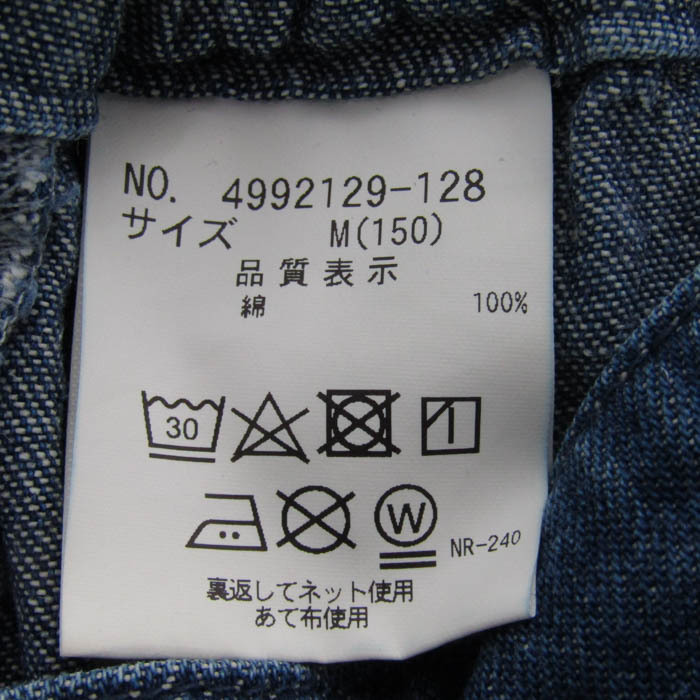 NO. 4992129-128
サイズ M(150)
品質表示
綿 100%
30
W
NR-240
裏返してネット使用
あて布使用